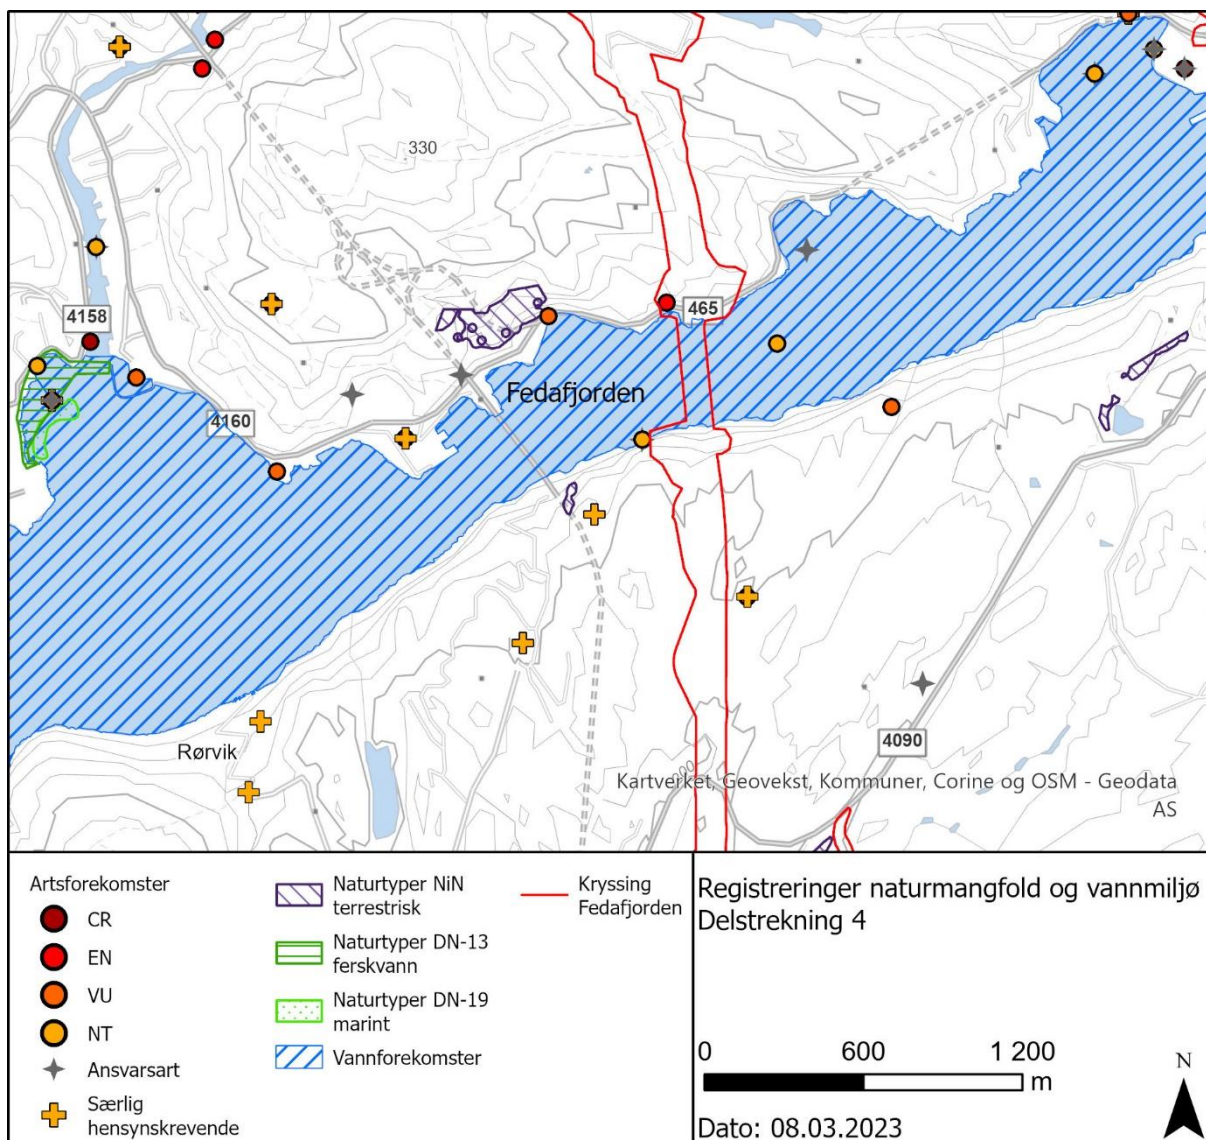 330
4158
465
Fedafjorden
4160
Rørvik
4090
Kartverket, Geovekst, Kommuner, Corine og OSM - Geodata
AS
Artsforekomster
CR
EN
VU
NT
Ansvarsart
Særlig
hensynskrevende
Naturtyper NiN
terrestrisk
Naturtyper DN-13
ferskvann
Naturtyper DN-19
marint
Vannforekomster
Kryssing
Fedafjorden
Registreringer naturmangfold og vannmiljø
Delstrekning 4
0 600 1 200
m
N
Dato: 08.03.2023